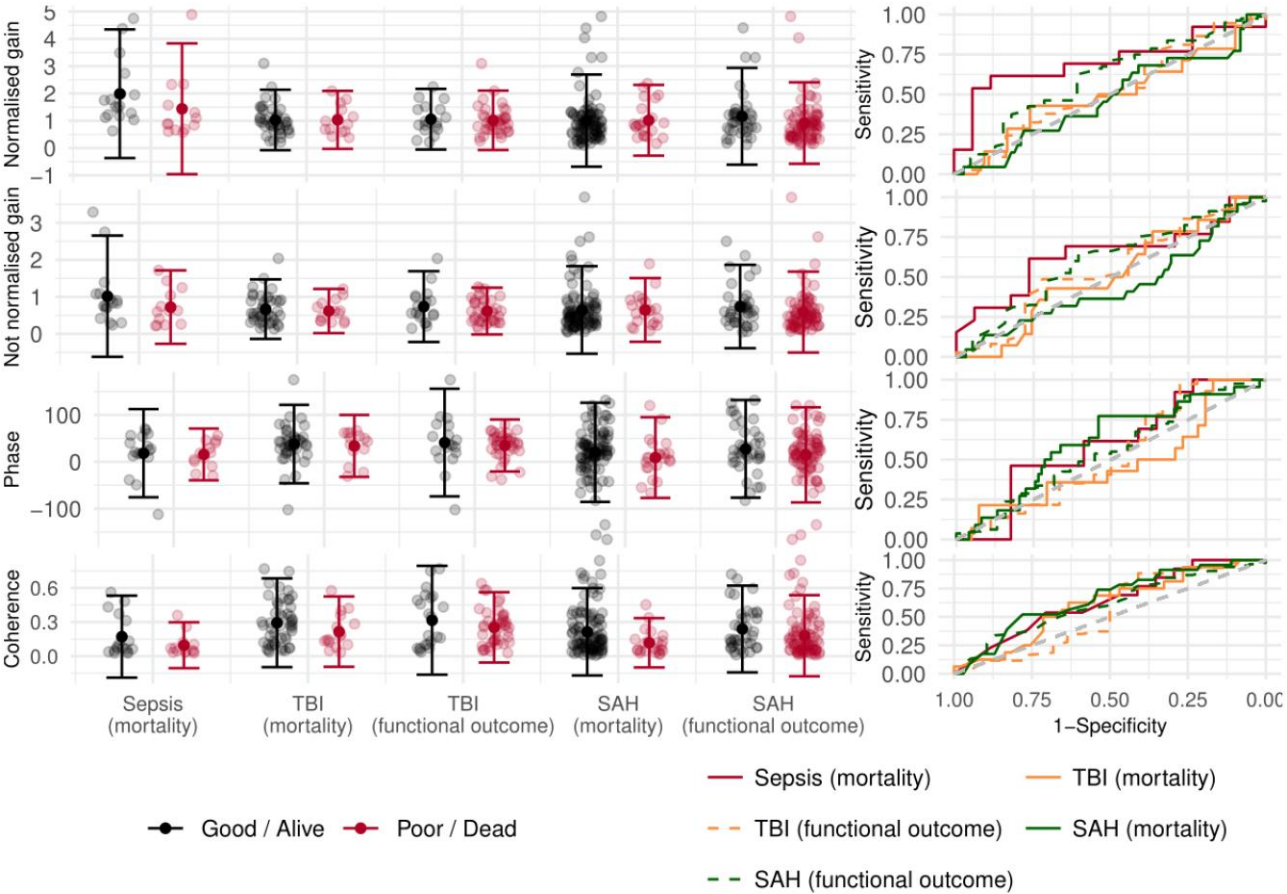 Normalised gain
5
4
3
2
1
0
−1
Sensitivity
1.00
0.75
0.50
0.25
0.00
Not normalised gain
3
2
1
0
Sensitivity
1.00
0.75
0.50
0.25
0.00
Phase
100
0
−100
Sensitivity
1.00
0.75
0.50
0.25
0.00
Coherence
0.6
0.3
0.0
Sensitivity
1.00
0.75
0.50
0.25
0.00
Sepsis
(mortality)
TBI
(mortality)
TBI
(functional outcome)
SAH
(mortality)
SAH
(functional outcome)
1.00 0.75 0.50 0.25 0.00
1−Specificity
Good / Alive
Poor / Dead
Sepsis (mortality)
TBI (mortality)
TBI (functional outcome)
SAH (mortality)
SAH (functional outcome)